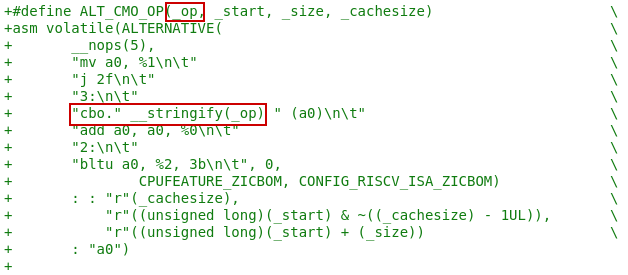 +#define ALT_CMO_OP(_op, _start, _size, _cachesize) \
+asm volatile(ALTERNATIVE( \
+ __nops(5), \
+ "mv a0, %1\n\t" \
+ "j 2f\n\t" \
+ "3:\n\t" \
+ "cbo." __stringify(_op) " (a0)\n\t" \
+ "add a0, a0, %0\n\t" \
+ "2:\n\t" \
+ "bltu a0, %2, 3b\n\t", 0, \
+ CPUFEATURE_ZICBOM, CONFIG_RISCV_ISA_ZICBOM) \
+ : : "r"(_cachesize), \
+ "r"((unsigned long)(_start) & ~((_cachesize) - 1UL)), \
+ "r"((unsigned long)(_start) + (_size)) \
+ : "a0")
+